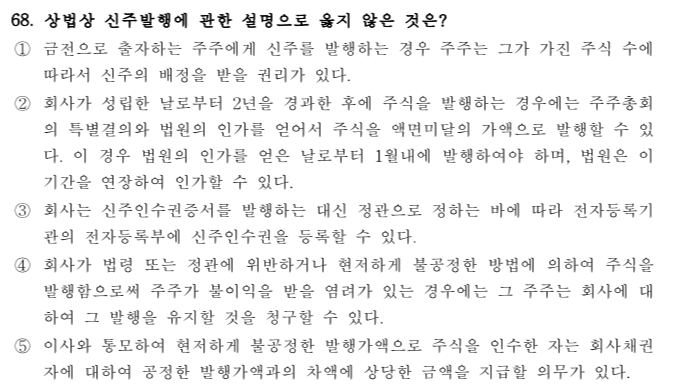 68. 상법상 신주발행에 관한 설명으로 옳지 않은 것은?
① 금전으로 출자하는 주주에게 신주를 발행하는 경우 주주는 그가 가진 주식 수에
따라서 신주의 배정을 받을 권리가 있다.
② 회사가 성립한 날로부터 2년을 경과한 후에 주식을 발행하는 경우에는 주주총회
의 특별결의와 법원의 인가를 얻어서 주식을 액면미달의 가액으로 발행할 수 있
다. 이 경우 법원의 인가를 얻은 날로부터 1월내에 발행하여야 하며, 법원은 이
기간을 연장하여 인가할 수 있다.
③ 회사는 신주인수권증서를 발행하는 대신 정관으로 정하는 바에 따라 전자등록기
관의 전자등록부에 신주인수권을 등록할 수 있다.
④ 회사가 법령 또는 정관에 위반하거나 현저하게 불공정한 방법에 의하여 주식을
발행함으로써 주주가 불이익을 받을 염려가 있는 경우에는 그 주주는 회사에 대
하여 그 발행을 유지할 것을 청구할 수 있다.
⑤ 이사와 통모하여 현저하게 불공정한 발행가액으로 주식을 인수한 자는 회사채권
자에 대하여 공정한 발행가액과의 차액에 상당한 금액을 지급할 의무가 있다.